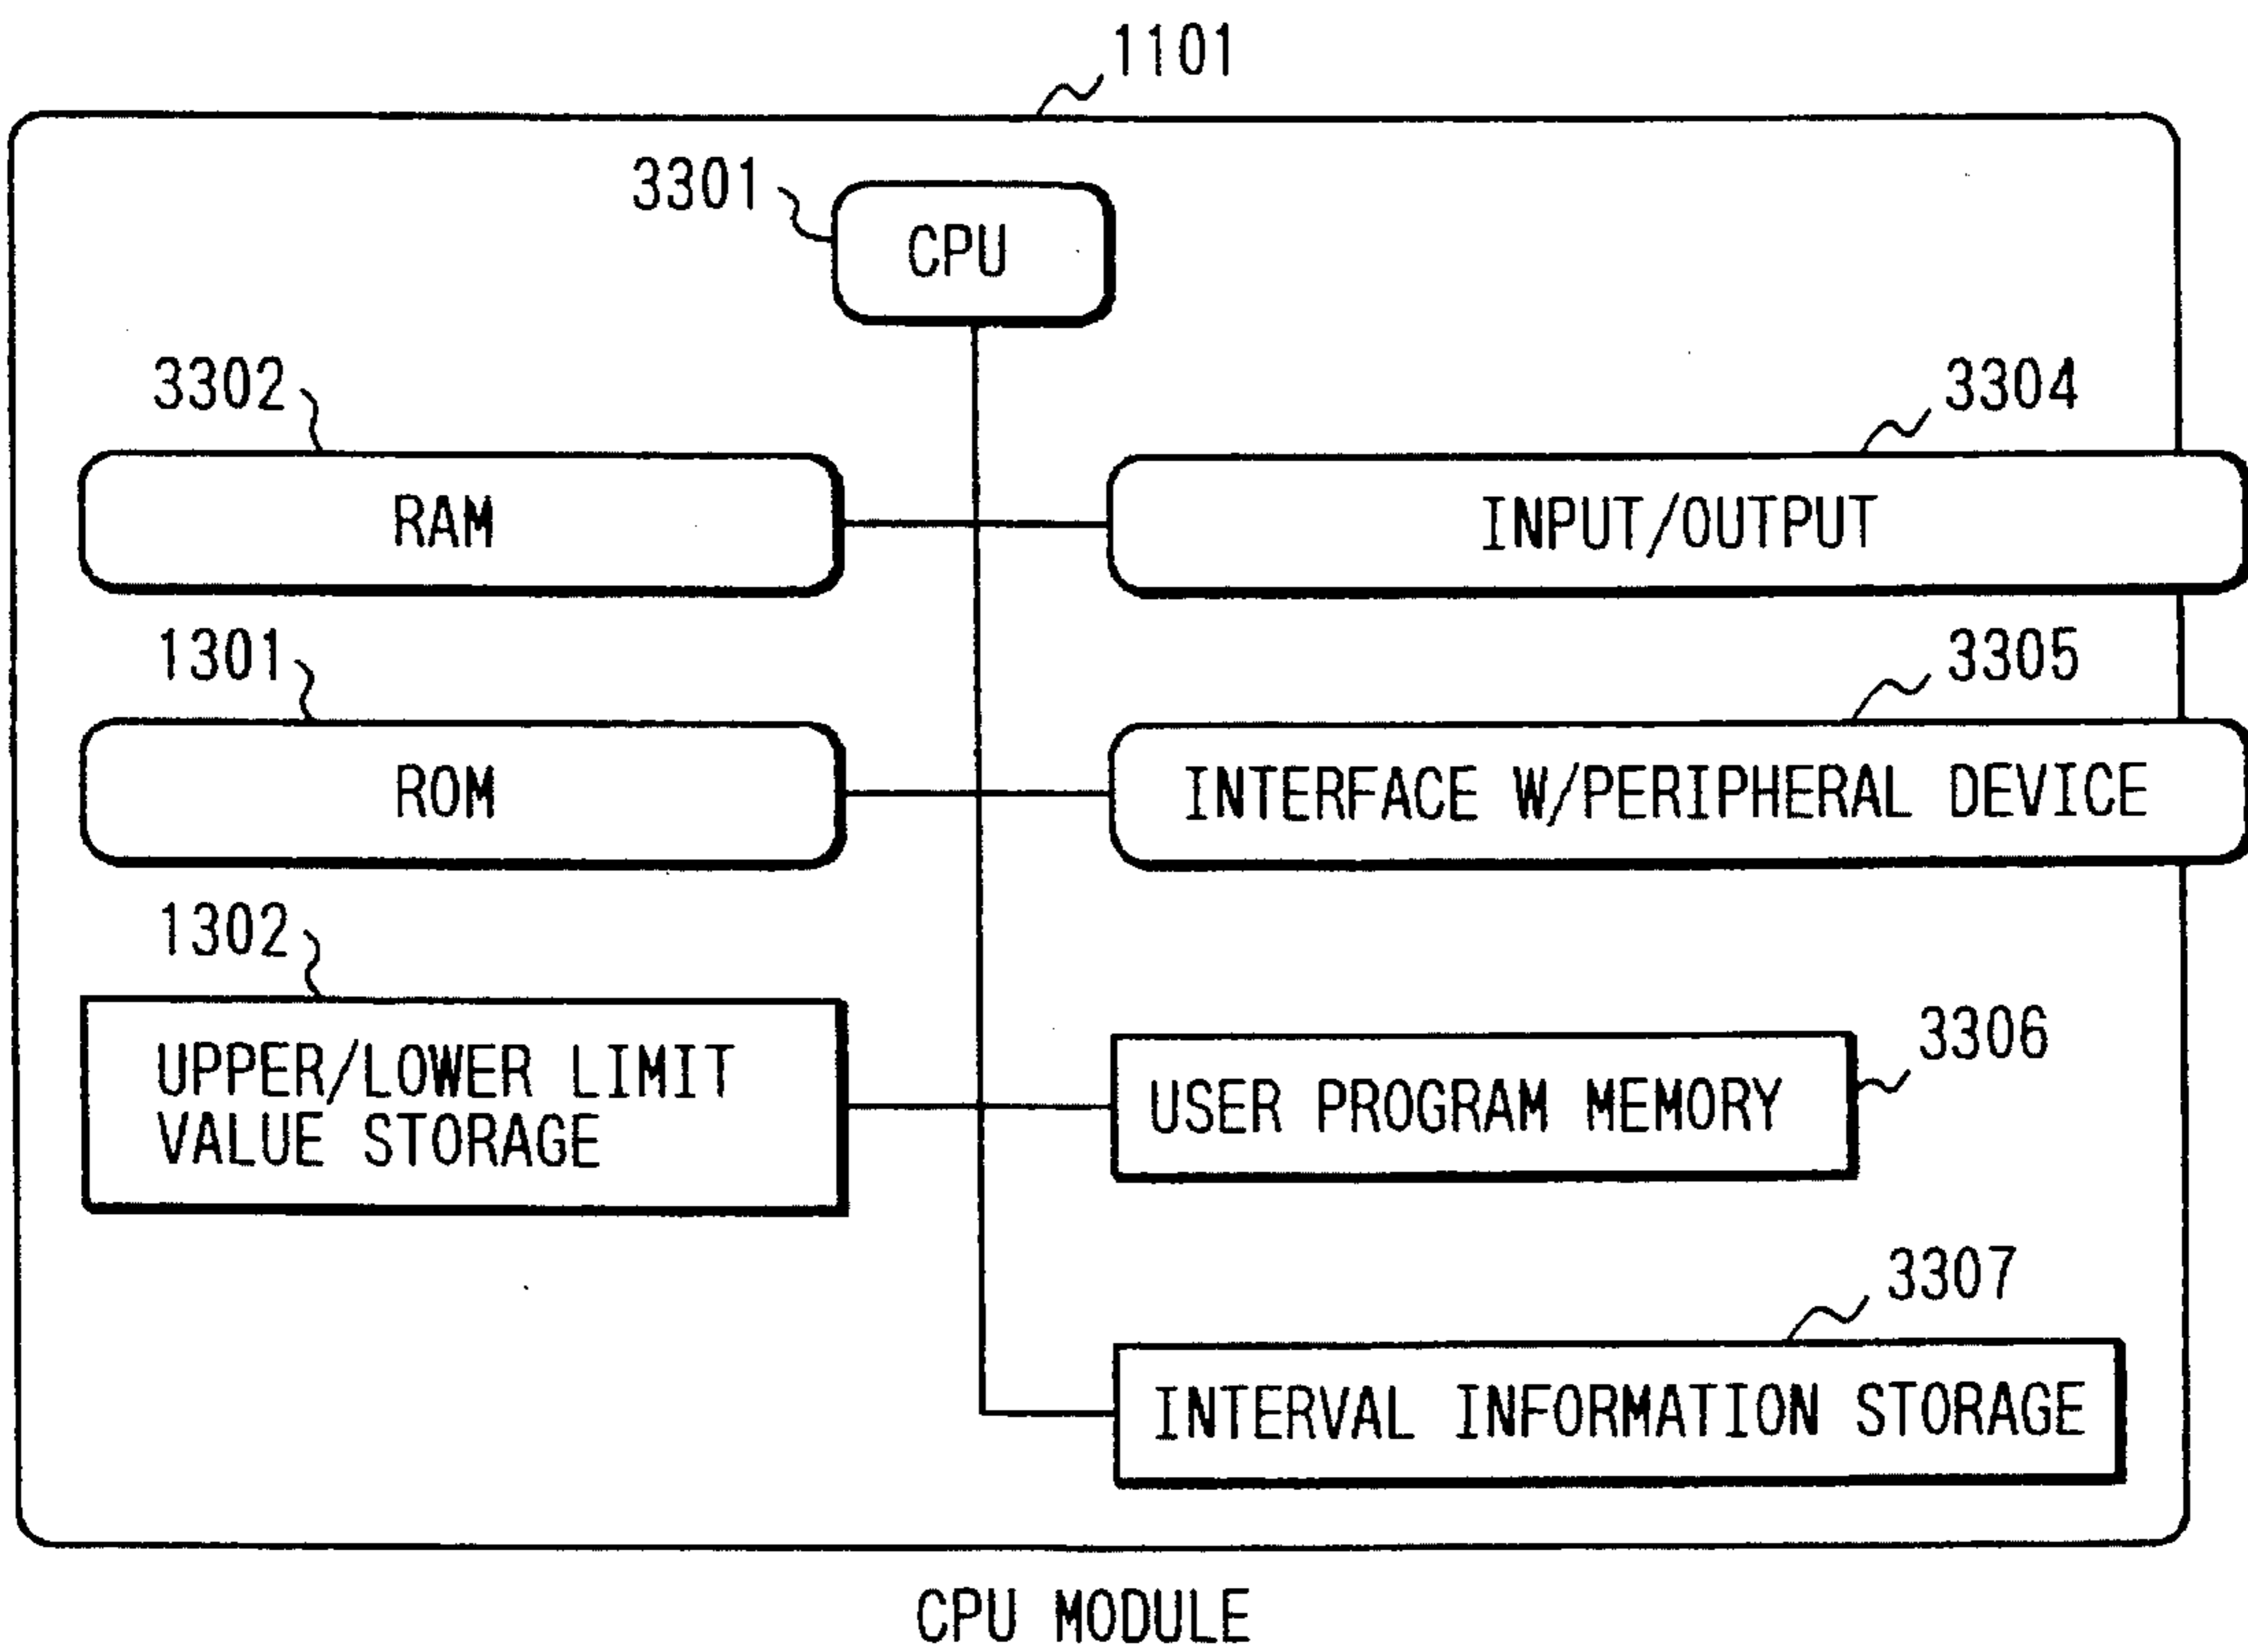 1101
3301
CPU
3302
3304
RAM
INPUT/OUTPUT
1301
3305
ROM
INTERFACE W/PERIPHERAL DEVICE
1302
UPPER/LOWER LIMIT
VALUE STORAGE
3306
USER PROGRAM MEMORY
3307
INTERVAL INFORMATION STORAGE
CPU MODULE